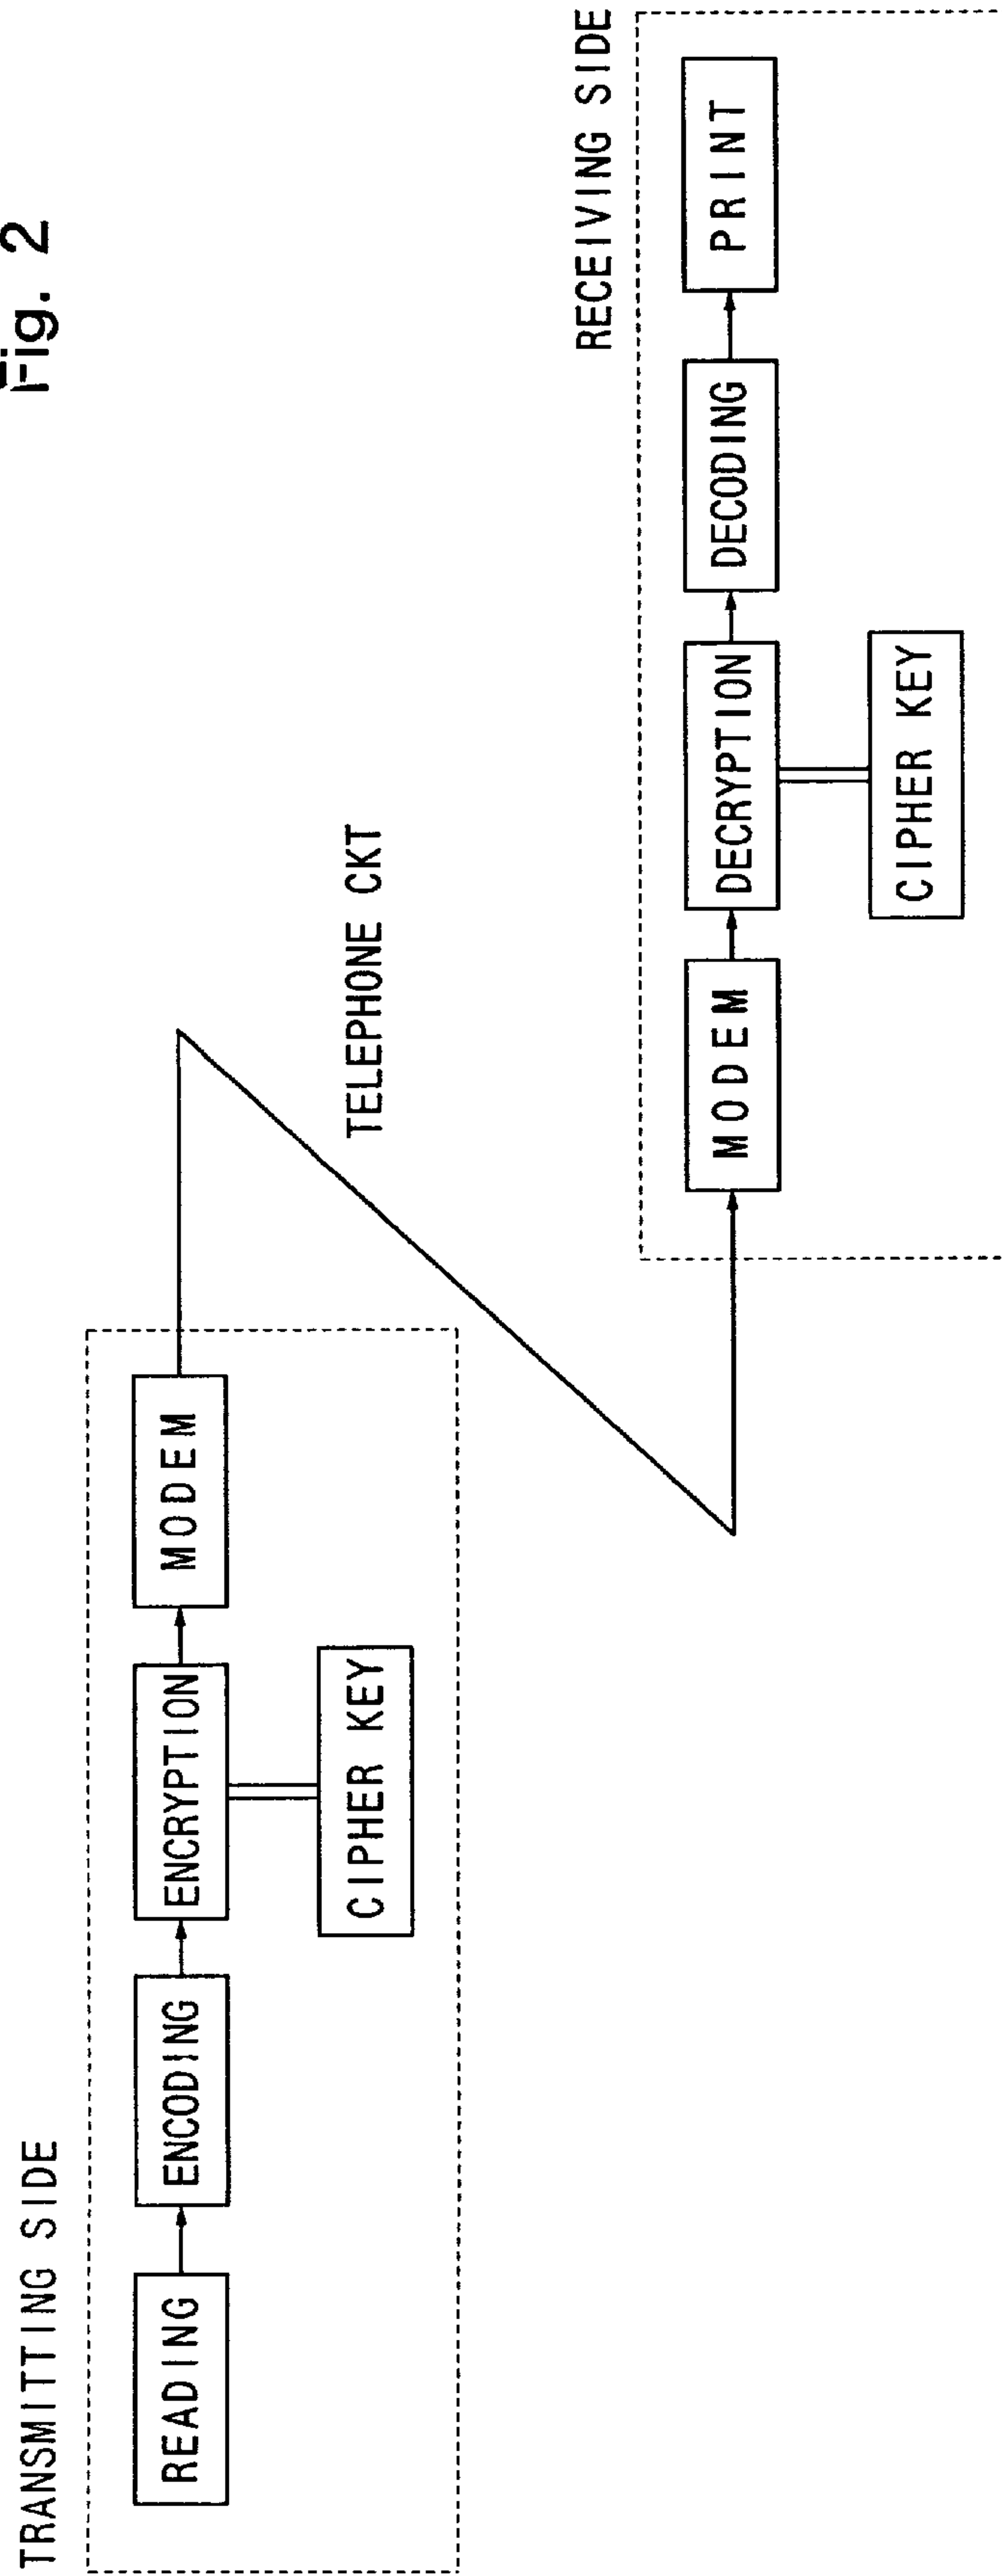 Fig. 2
TRANSMITTING SIDE
READING
ENCODING
ENCRYPTION
MODEM
CIPHER KEY
TELEPHONE CKT
RECEIVING SIDE
MODEM
DECRYPTION
DECODING
PRINT
CIPHER KEY